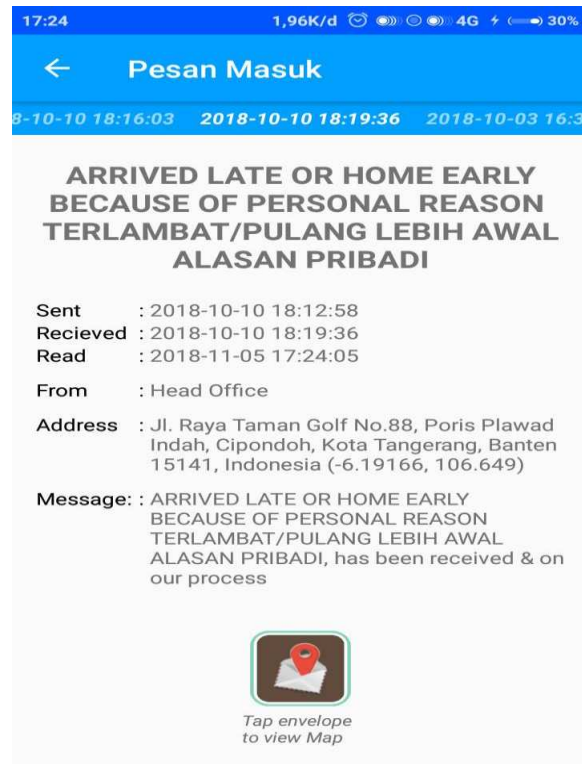 17:24 1,96K/d 4G 30%
Pesan Masuk
8-10-10 18:16:03 2018-10-10 18:19:36 2018-10-03 16:3
ARRIVED LATE OR HOME EARLY
BECAUSE OF PERSONAL REASON
TERLAMBAT/PULANG LEBIH AWAL
ALASAN PRIBADI
Sent : 2018-10-10 18:12:58
Recieved : 2018-10-10 18:19:36
Read : 2018-11-05 17:24:05
From : Head Office
Address : Jl. Raya Taman Golf No.88, Poris Plawad
Indah, Cipondoh, Kota Tangerang, Banten
15141, Indonesia (-6.19166, 106.649)
Message: : ARRIVED LATE OR HOME EARLY
BECAUSE OF PERSONAL REASON
TERLAMBAT/PULANG LEBIH AWAL
ALASAN PRIBADI, has been received & on
our process
Tap envelope
to view Map